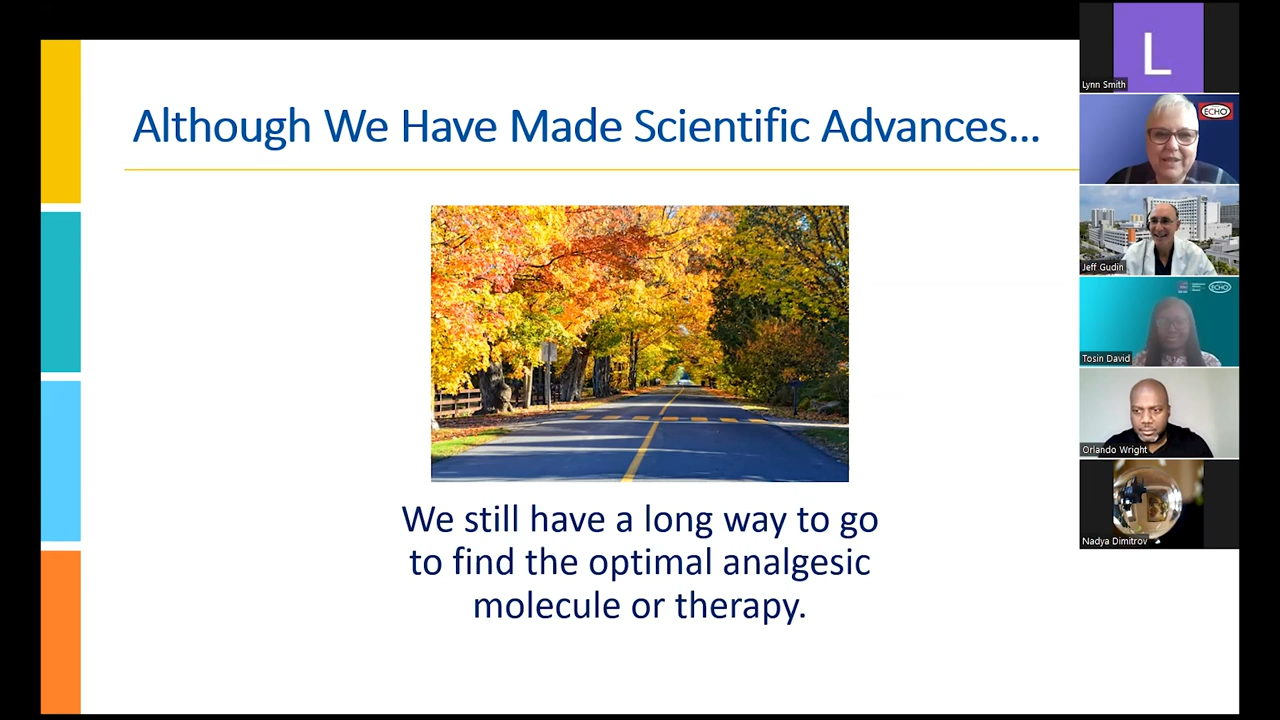 Although We Have Made Scientific Advances...
We still have a long way to go
to find the optimal analgesic
molecule or therapy.
L
Lynn Smith
ECHO
Jeff Gudin
ECHO
Tosin David
Orlando Wright
Nadya Dimitrov